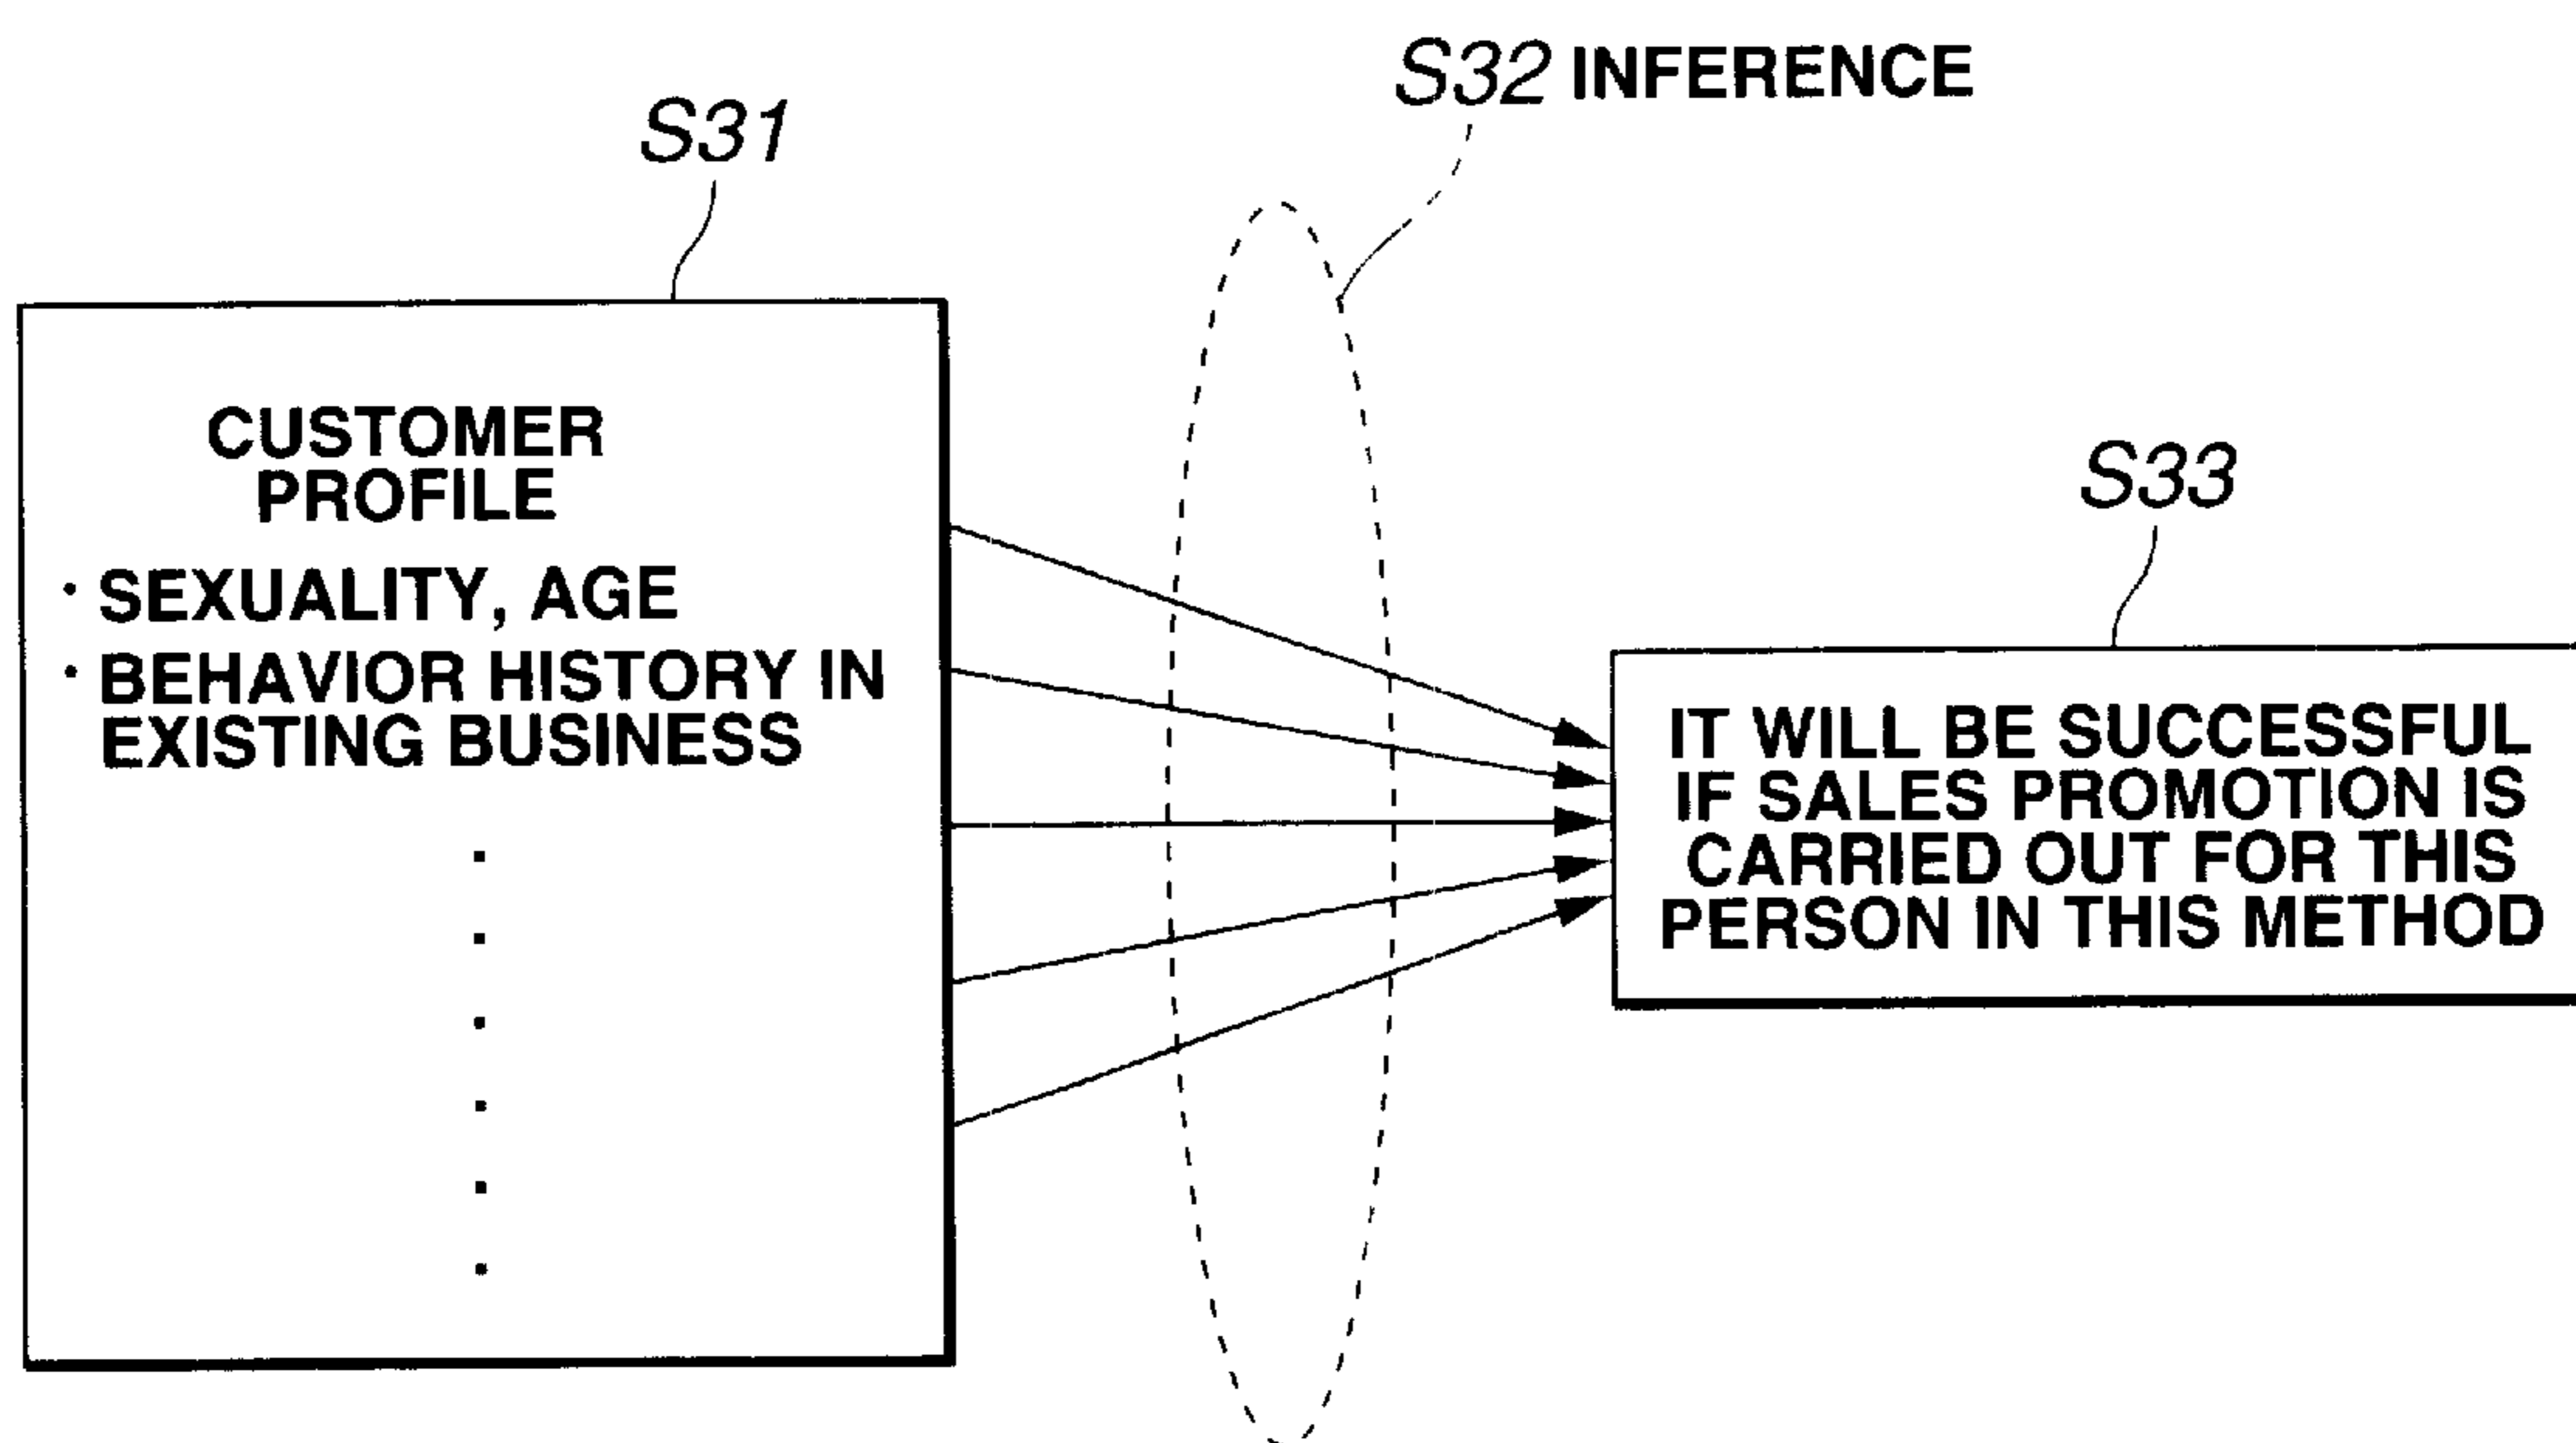 S32 INFERENCE
S31
CUSTOMER
PROFILE
· SEXUALITY, AGE
· BEHAVIOR HISTORY IN
EXISTING BUSINESS
S33
IT WILL BE SUCCESSFUL
IF SALES PROMOTION IS
CARRIED OUT FOR THIS
PERSON IN THIS METHOD